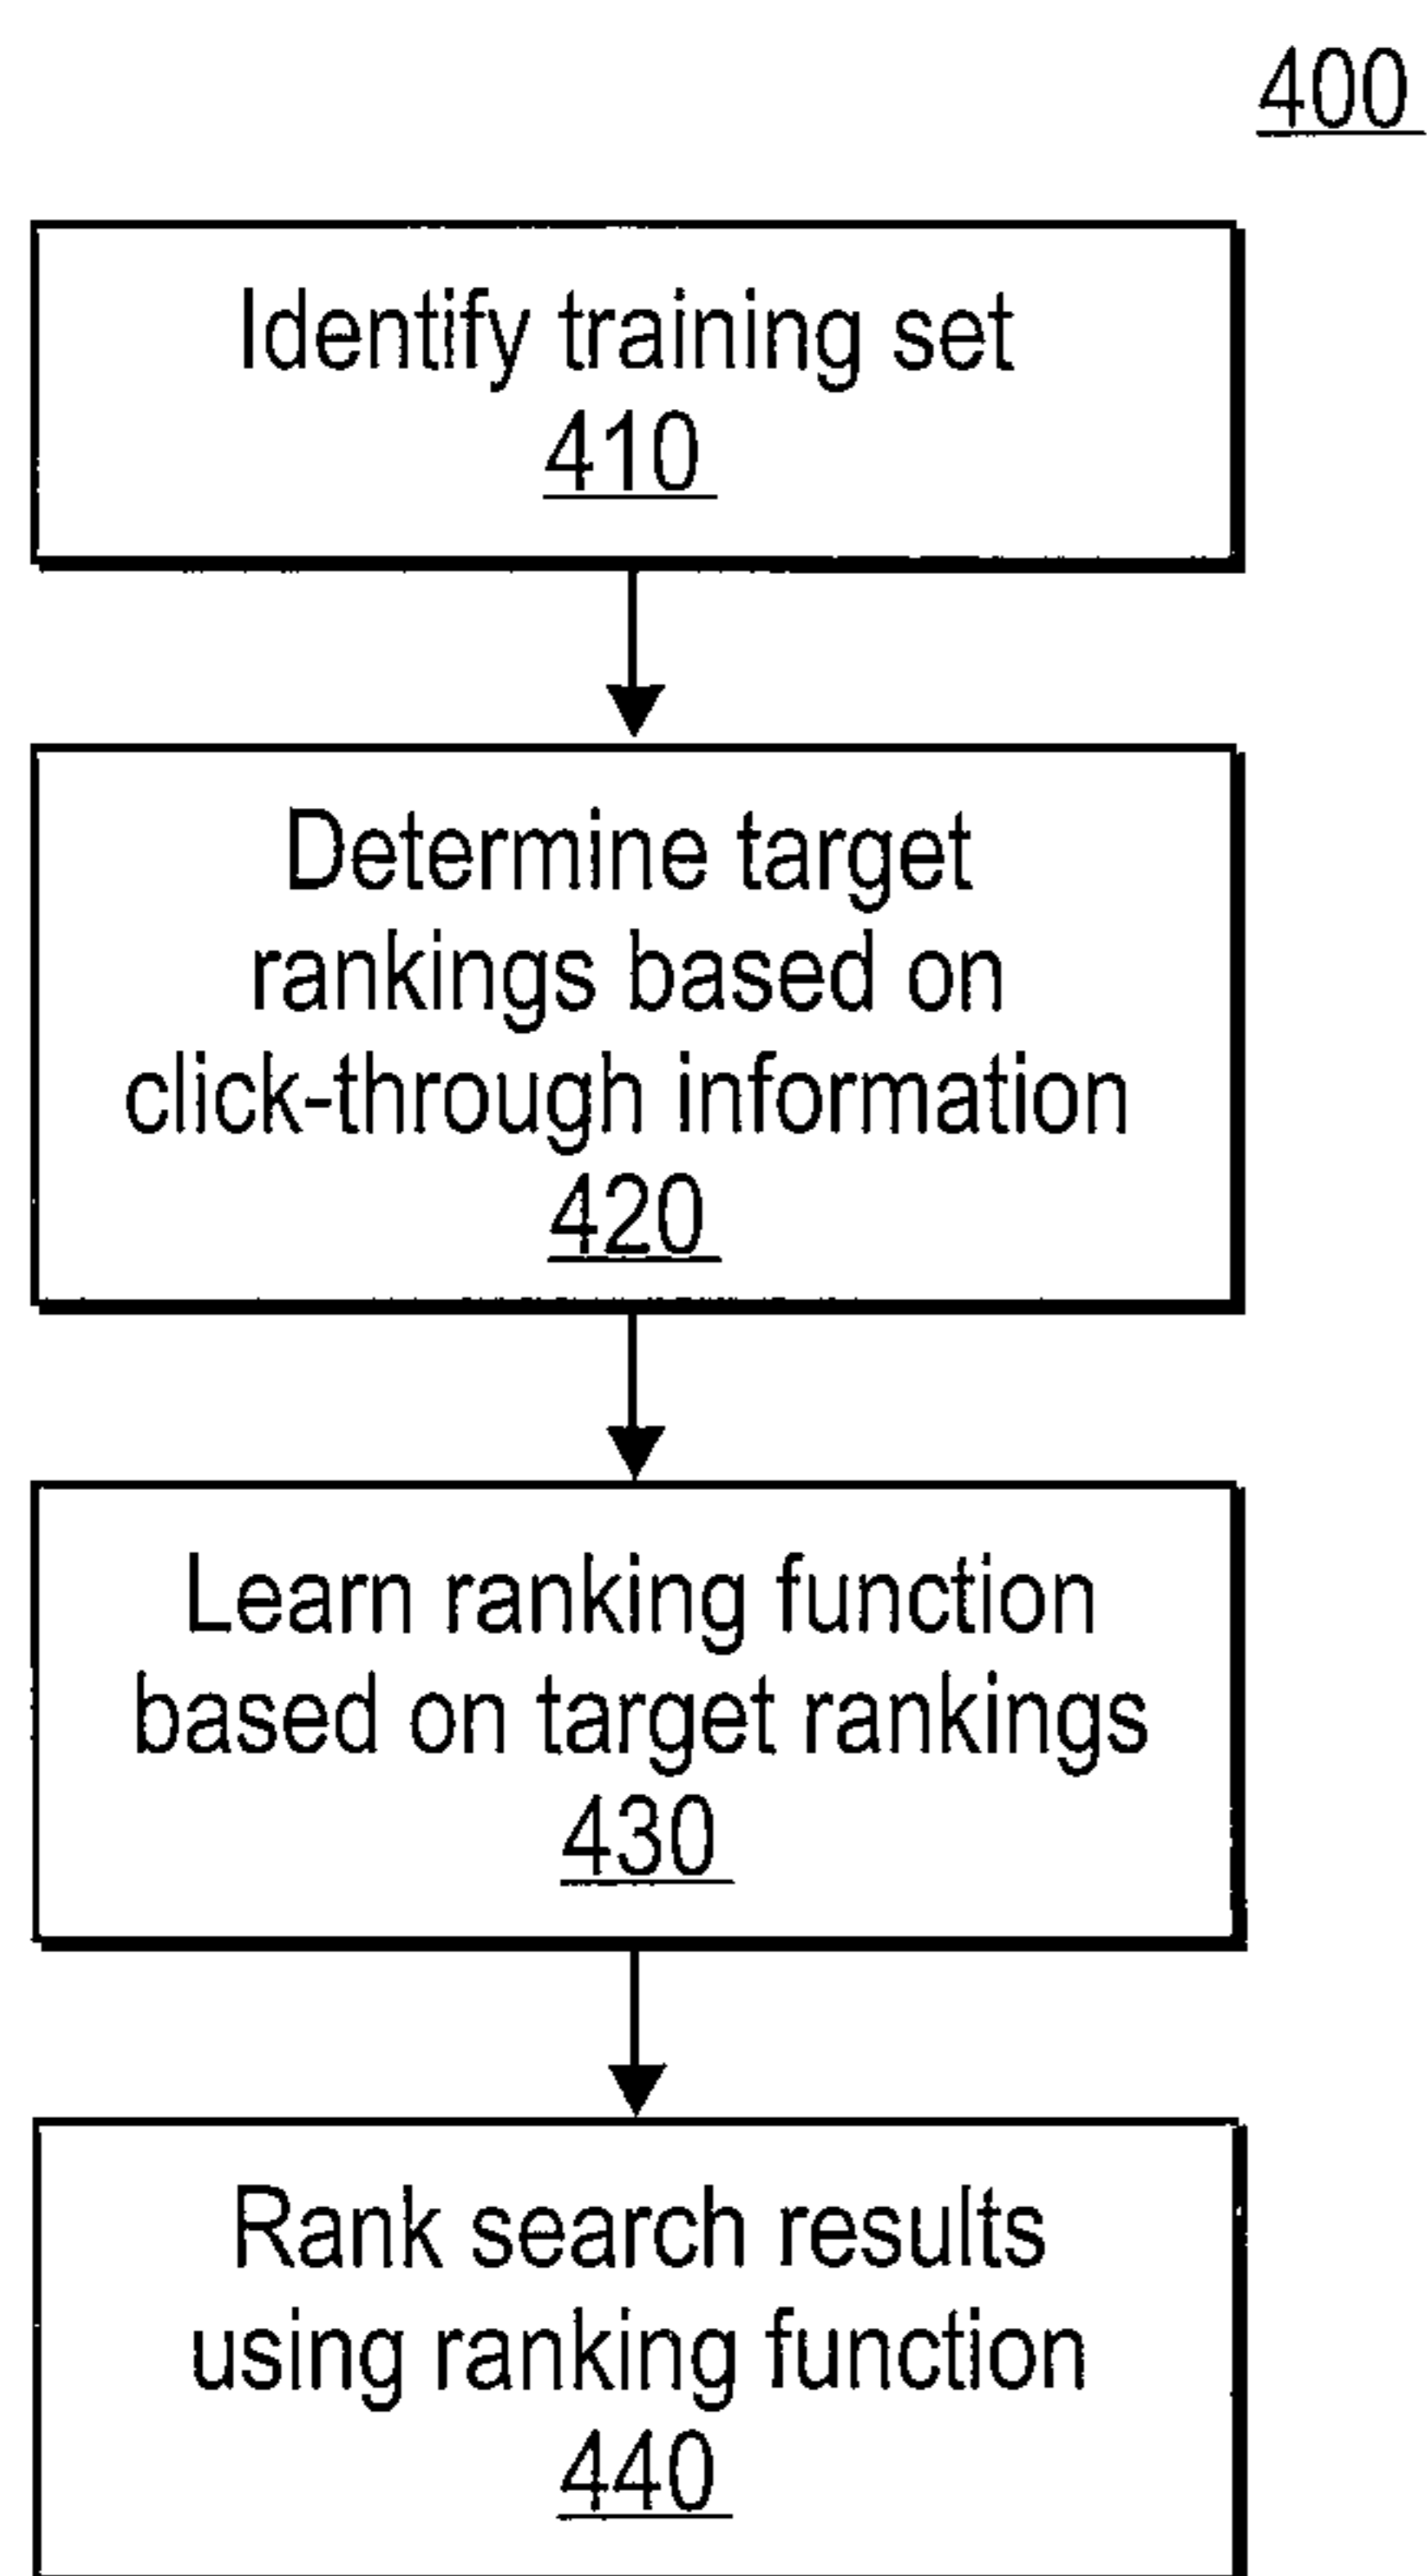 400
Identify training set
410
Determine target
rankings based on
click-through information
420
Learn ranking function
based on target rankings
430
Rank search results
using ranking function
440